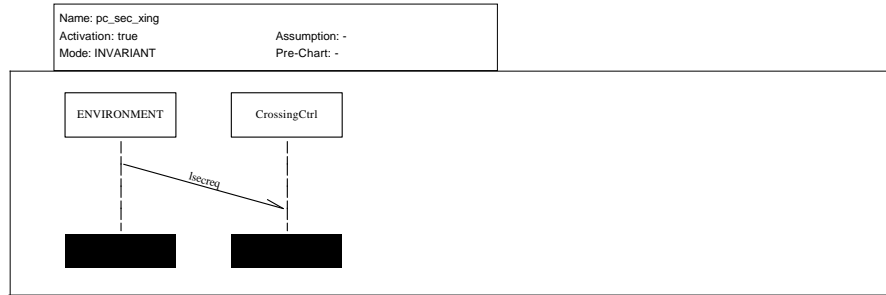 Name: pc_sec_xing
Activation: true Assumption: -
Mode: INVARIANT Pre-Chart: -
ENVIRONMENT CrossingCtrl
lsecreq